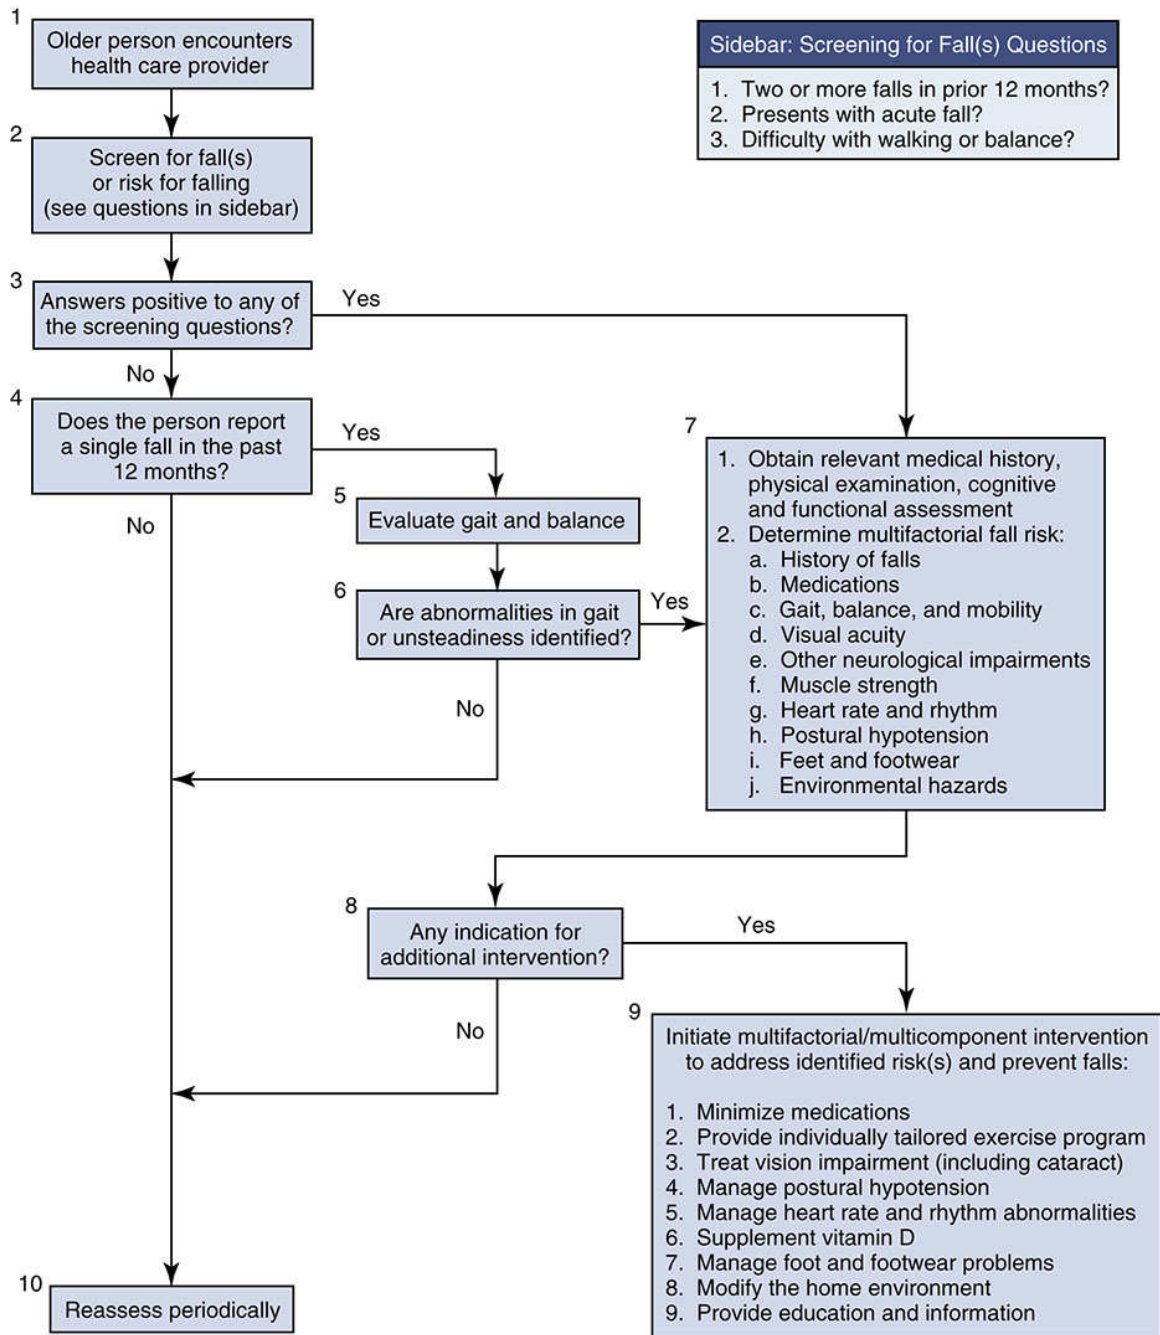 1
Older person encounters
health care provider
Sidebar: Screening for Fall(s) Questions
1. Two or more falls in prior 12 months?
2. Presents with acute fall?
3. Difficulty with walking or balance?
2
Screen for fall(s)
or risk for falling
(see questions in sidebar)
3
Answers positive to any of
the screening questions?
Yes
No
4
Does the person report
a single fall in the past
12 months?
Yes
No
5
Evaluate gait and balance
6
Are abnormalities in gait
or unsteadiness identified?
Yes
No
7
1. Obtain relevant medical history,
physical examination, cognitive
and functional assessment
2. Determine multifactorial fall risk:
a. History of falls
b. Medications
c. Gait, balance, and mobility
d. Visual acuity
e. Other neurological impairments
f. Muscle strength
g. Heart rate and rhythm
h. Postural hypotension
i. Feet and footwear
j. Environmental hazards
8
Any indication for
additional intervention?
Yes
No
9
Initiate multifactorial/multicomponent intervention
to address identified risk(s) and prevent falls:
1. Minimize medications
2. Provide individually tailored exercise program
3. Treat vision impairment (including cataract)
4. Manage postural hypotension
5. Manage heart rate and rhythm abnormalities
6. Supplement vitamin D
7. Manage foot and footwear problems
8. Modify the home environment
9. Provide education and information
10
Reassess periodically